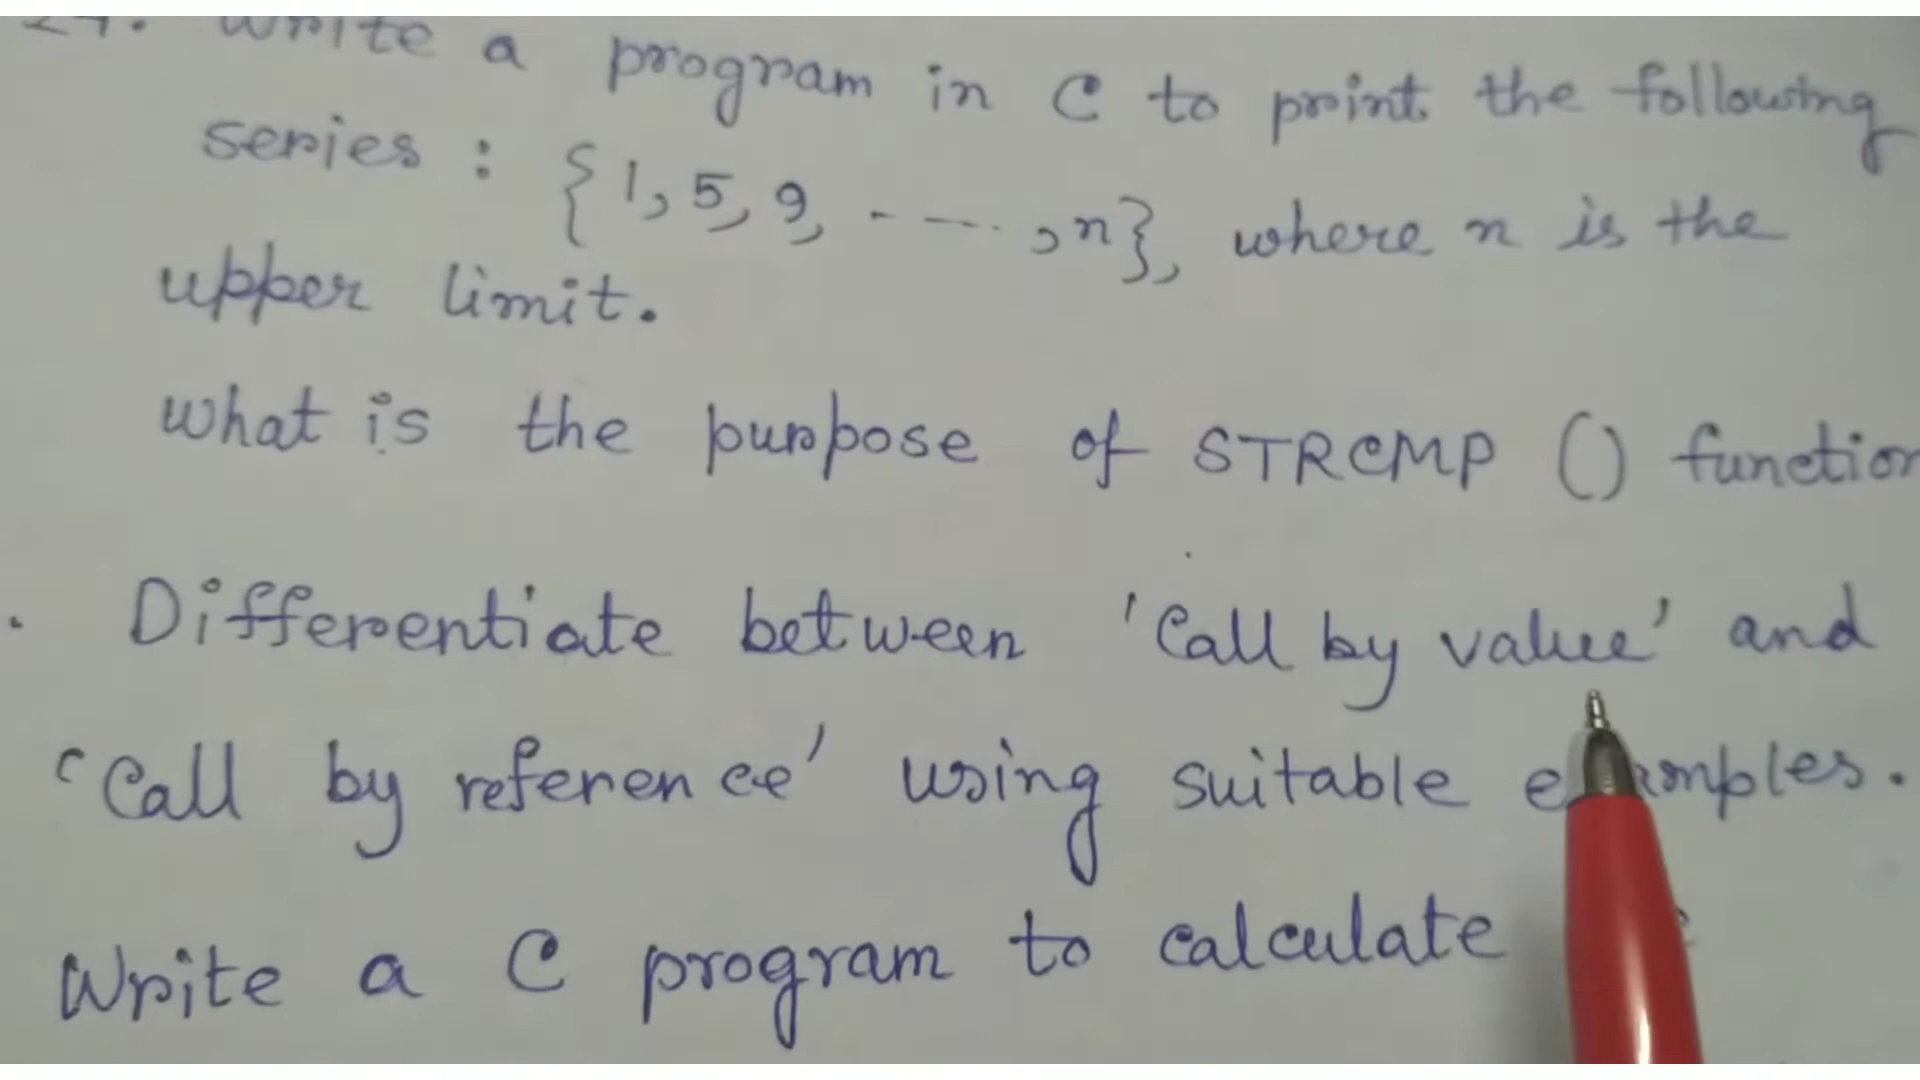 24. Write a program in C to print the following
series : {1, 5, 9, - - - - ., n}, where n is the
upper limit.
what is the purpose of STRCMP () function
. Differentiate between 'Call by value' and
'Call by reference' using suitable examples.
Write a C program to calculate